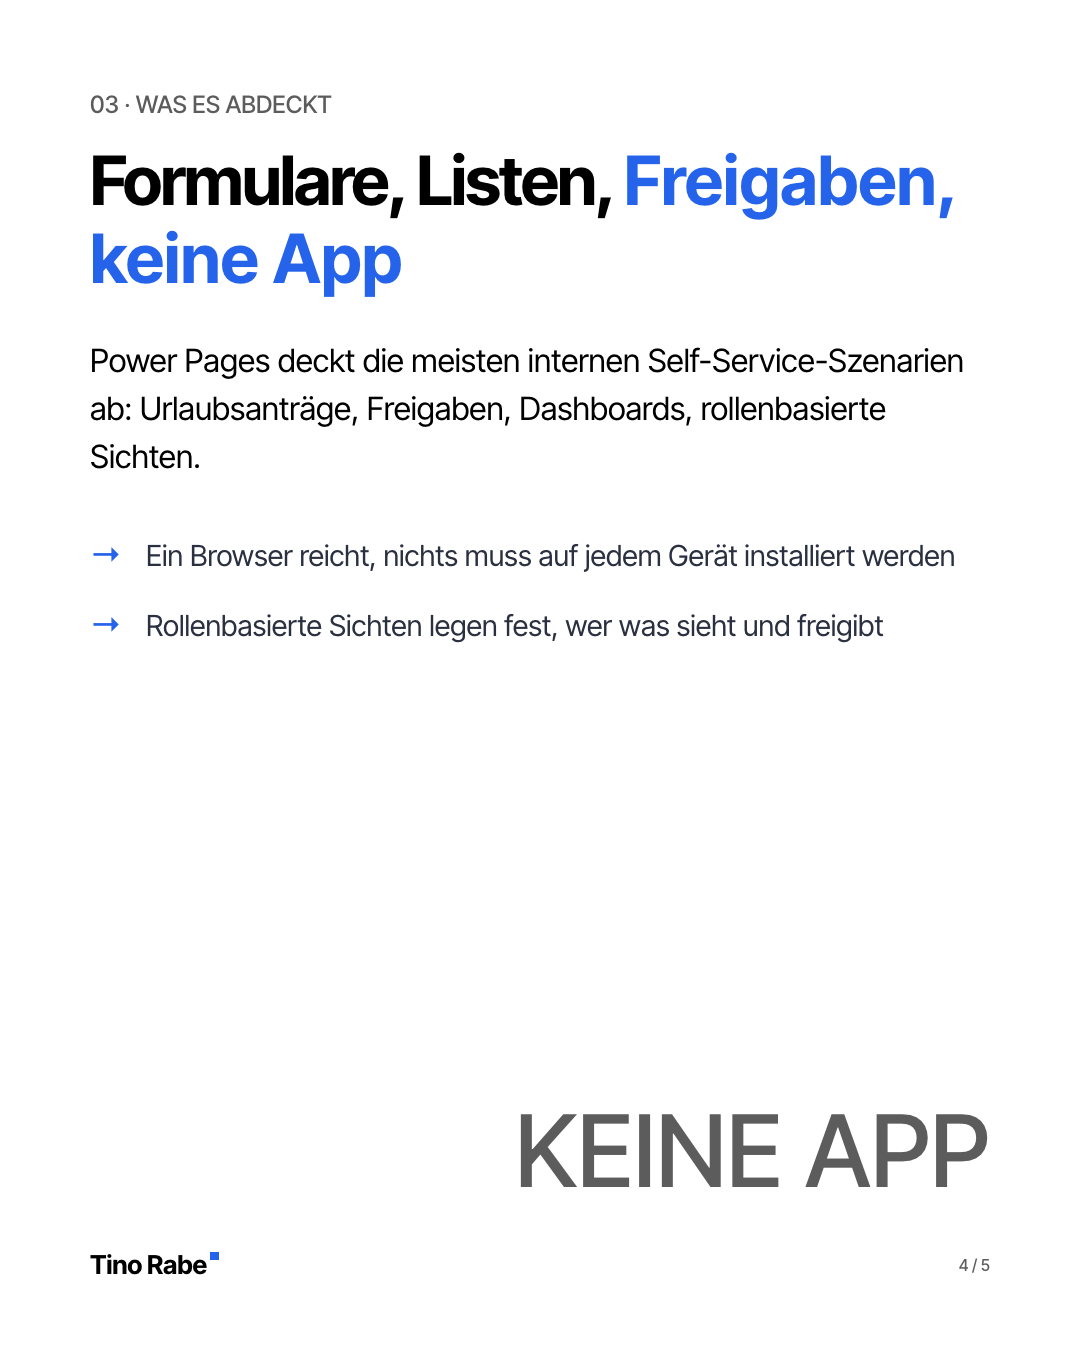 03 · WAS ES ABDECKT
Formulare, Listen, Freigaben,
keine App
Power Pages deckt die meisten internen Self-Service-Szenarien
ab: Urlaubsanträge, Freigaben, Dashboards, rollenbasierte
Sichten.
→ Ein Browser reicht, nichts muss auf jedem Gerät installiert werden
→ Rollenbasierte Sichten legen fest, wer was sieht und freigibt
KEINE APP
Tino Rabe
4 / 5